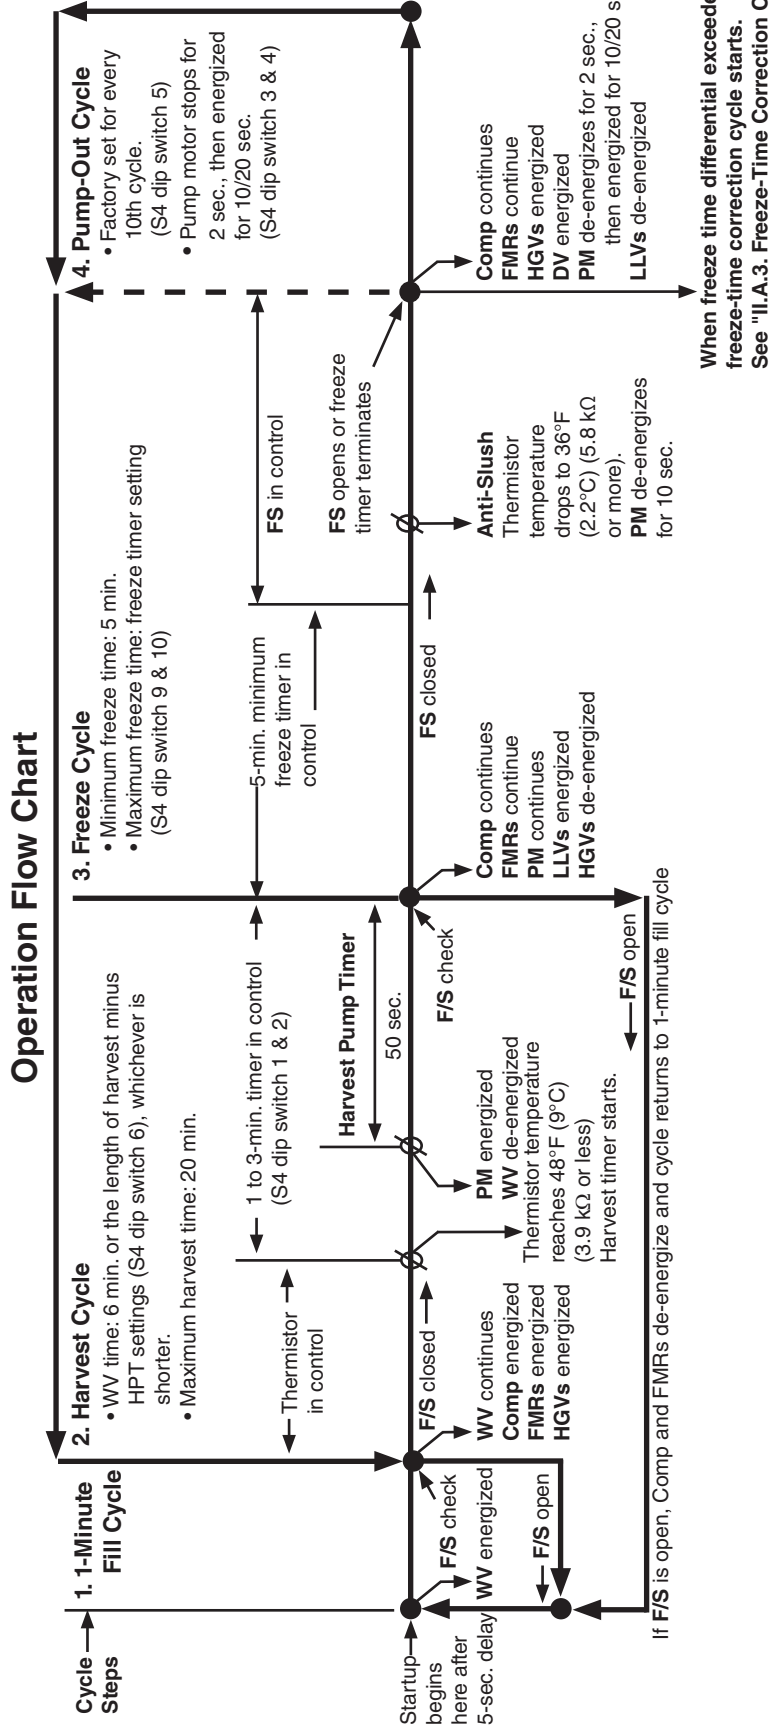 Operation Flow Chart
Cycle
Steps
1. 1-Minute
Fill Cycle
2. Harvest Cycle
• WV time: 6 min. or the length of harvest minus
HPT settings (S4 dip switch 6), whichever is
shorter.
• Maximum harvest time: 20 min.
3. Freeze Cycle
• Minimum freeze time: 5 min.
• Maximum freeze time: freeze timer setting
(S4 dip switch 9 & 10)
4. Pump-Out Cycle
• Factory set for every
10th cycle.
(S4 dip switch 5)
• Pump motor stops for
2 sec., then energized
for 10/20 sec.
(S4 dip switch 3 & 4)
Thermistor
in control
1 to 3-min. timer in control
(S4 dip switch 1 & 2)
Harvest Pump Timer
50 sec.
5-min. minimum
freeze timer in
control
FS in control
FS opens or freeze
timer terminates
Startup
begins
here after
5-sec. delay
WV energized
F/S check
F/S open
F/S closed
WV continues
Comp energized
FMRs energized
HGVs energized
PM energized
WV de-energized
Thermistor temperature
reaches 48°F (9°C)
(3.9 kΩ or less)
Harvest timer starts.
F/S check
F/S open
Comp continues
FMRs continue
PM continues
LLVs energized
HGVs de-energized
FS closed
Anti-Slush
Thermistor
temperature
drops to 36°F
(2.2°C) (5.8 kΩ
or more).
PM de-energizes
for 10 sec.
Comp continues
FMRs continue
HGVs energized
DV energized
PM de-energizes for 2 sec.,
then energized for 10/20 s
LLVs de-energized
If F/S is open, Comp and FMRs de-energize and cycle returns to 1-minute fill cycle
When freeze time differential exceede
freeze-time correction cycle starts.
See "II.A.3. Freeze-Time Correction C